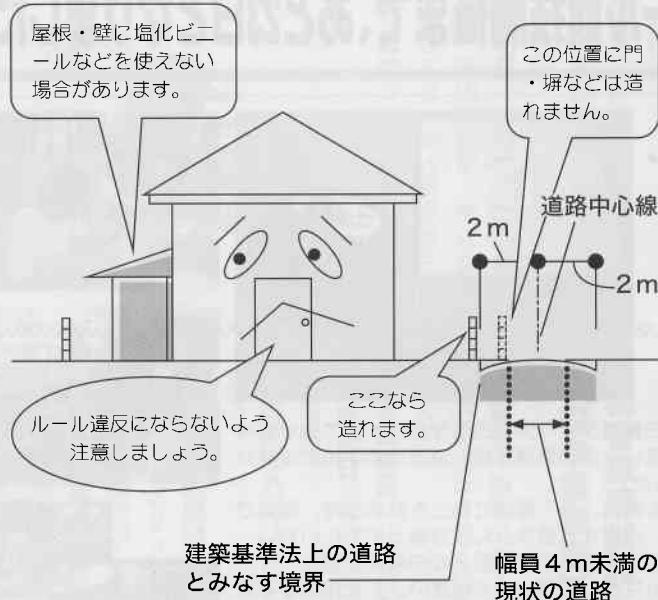 屋根・壁に塩化ビニ
ールなどを使えない
場合があります。
この位置に門
・塀などは造
れません。
道路中心線
2m
2m
ルール違反にならないよう
注意しましょう。
ここなら
造れます。
建築基準法上の道路
とみなす境界
幅員4m未満の
現状の道路